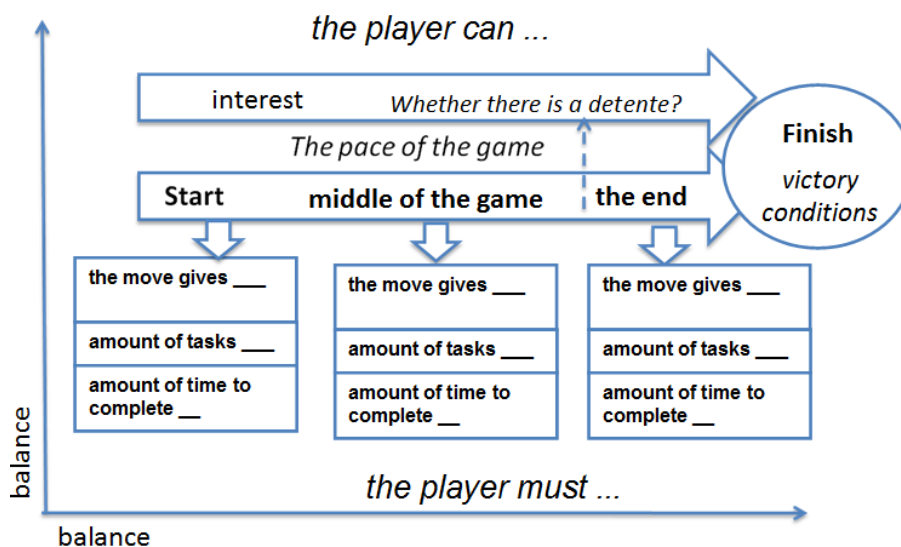 the player can ...
interest
Whether there is a detente?
The pace of the game
Finish
victory
conditions
Start
middle of the game
the end
the move gives ___
amount of tasks ___
amount of time to
complete __
the move gives ___
amount of tasks ___
amount of time to
complete __
the move gives ___
amount of tasks ___
amount of time to
complete __
balance
the player must ...
balance